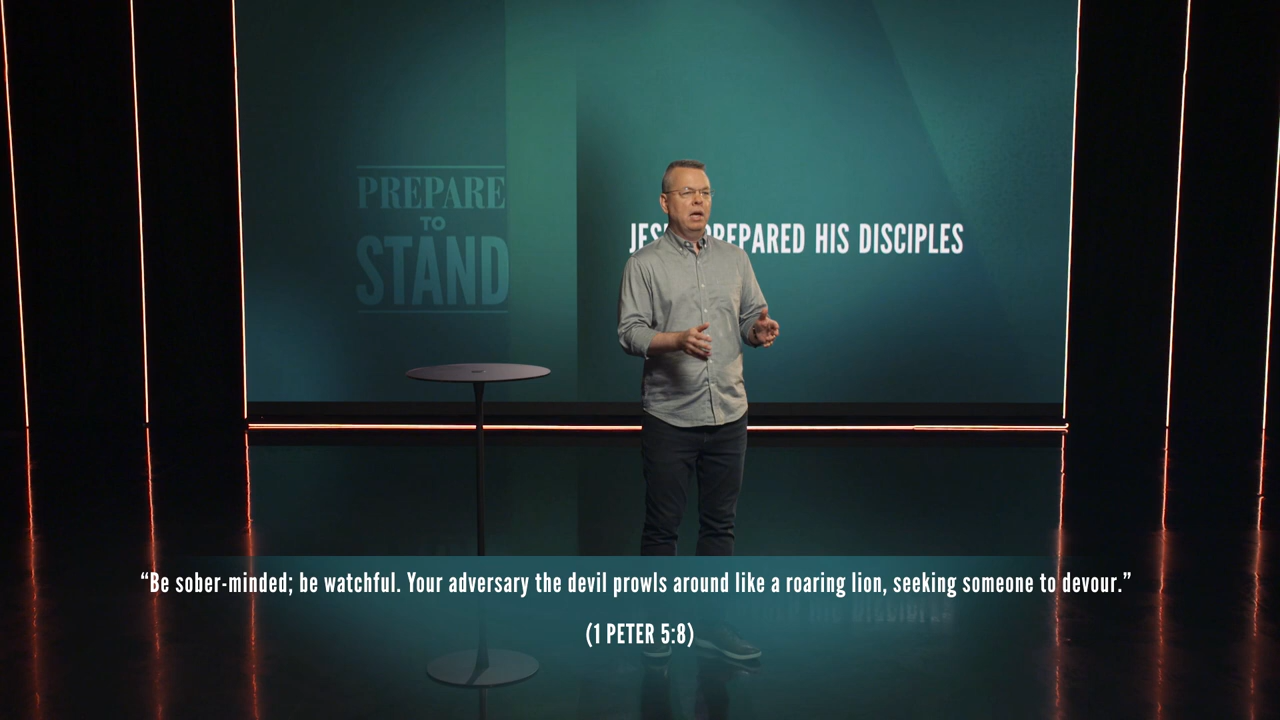 PREPARE
TO
STAND
PREPARED HIS DISCIPLES
“Be sober-minded; be watchful. Your adversary the devil prowls around like a roaring lion, seeking someone to devour.”
(1 PETER 5:8)